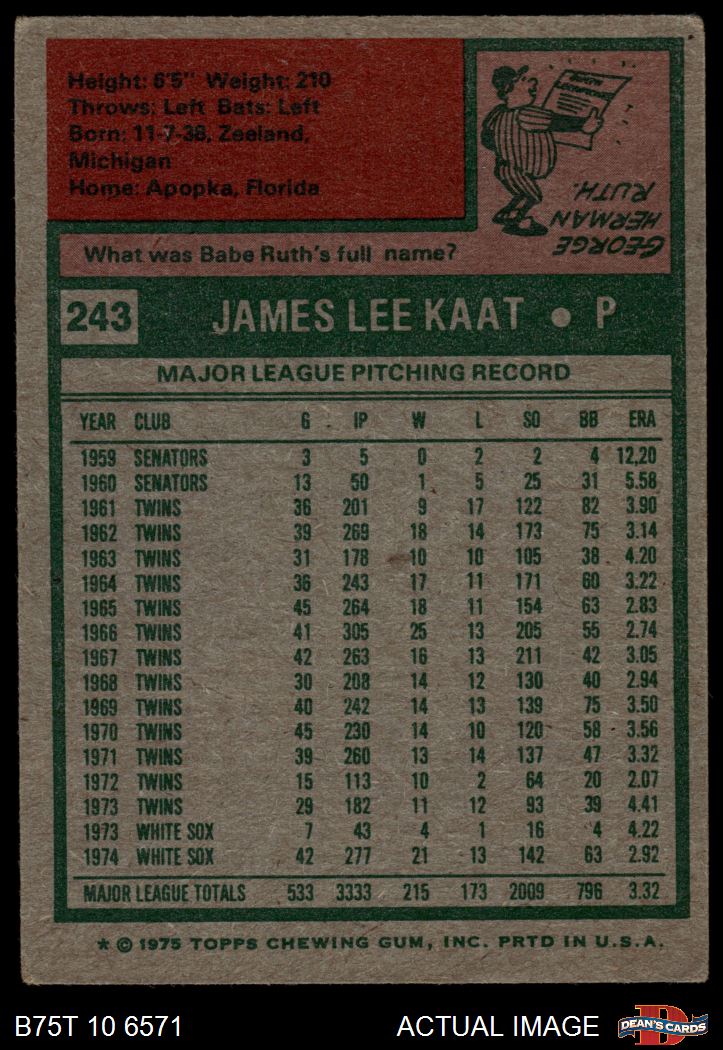 Height: 6'5" Weight: 210
Throws: Left Bats: Left
Born: 11-7-38, Zeeland,
Michigan
Home: Apopka, Florida
What was Babe Ruth's full name?
GEORGE
HERMAN
RUTH.
243 JAMES LEE KAAT • P
MAJOR LEAGUE PITCHING RECORD
YEAR CLUB G IP W L SO BB ERA
1959 SENATORS 3 5 0 2 2 4 12.20
1960 SENATORS 13 50 1 5 25 31 5.58
1961 TWINS 36 201 9 17 122 82 3.90
1962 TWINS 39 269 18 14 173 75 3.14
1963 TWINS 31 178 10 10 105 38 4.20
1964 TWINS 36 243 17 11 171 60 3.22
1965 TWINS 45 264 18 11 154 63 2.83
1966 TWINS 41 305 25 13 205 55 2.74
1967 TWINS 42 263 16 13 211 42 3.05
1968 TWINS 30 208 14 12 130 40 2.94
1969 TWINS 40 242 14 13 139 75 3.50
1970 TWINS 45 230 14 10 120 58 3.56
1971 TWINS 39 260 13 14 137 47 3.32
1972 TWINS 15 113 10 2 64 20 2.07
1973 TWINS 29 182 11 12 93 39 4.41
1973 WHITE SOX 7 43 4 1 16 4 4.22
1974 WHITE SOX 42 277 21 13 142 63 2.92
MAJOR LEAGUE TOTALS 533 3333 215 173 2009 796 3.32
* © 1975 TOPPS CHEWING GUM, INC. PRTD IN U.S.A.
B75T 10 6571 ACTUAL IMAGE DEAN'S CARDS